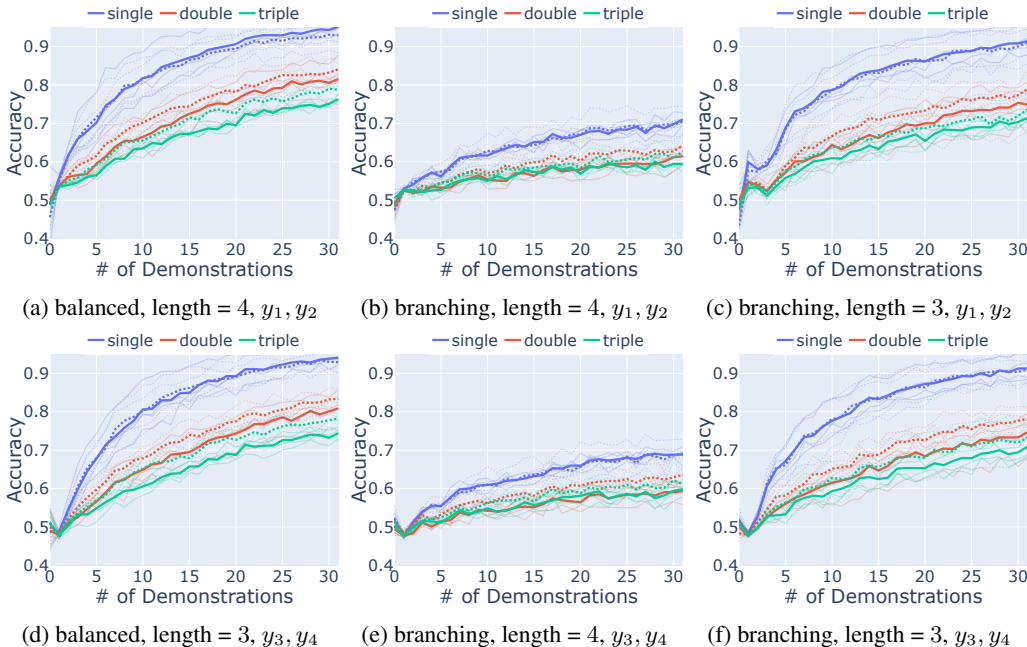 single double triple
single double triple
single double triple
0.9
0.8
0.7
0.6
0.5
0.4
Accuracy
0 5 10 15 20 25 30
# of Demonstrations
0.9
0.8
0.7
0.6
0.5
0.4
Accuracy
0 5 10 15 20 25 30
# of Demonstrations
0.9
0.8
0.7
0.6
0.5
0.4
Accuracy
0 5 10 15 20 25 30
# of Demonstrations
(a) balanced, length = 4, y₁, y₂
(b) branching, length = 4, y₁, y₂
(c) branching, length = 3, y₁, y₂
single double triple
single double triple
single double triple
0.9
0.8
0.7
0.6
0.5
0.4
Accuracy
0 5 10 15 20 25 30
# of Demonstrations
0.9
0.8
0.7
0.6
0.5
0.4
Accuracy
0 5 10 15 20 25 30
# of Demonstrations
0.9
0.8
0.7
0.6
0.5
0.4
Accuracy
0 5 10 15 20 25 30
# of Demonstrations
(d) balanced, length = 3, y₃, y₄
(e) branching, length = 4, y₃, y₄
(f) branching, length = 3, y₃, y₄